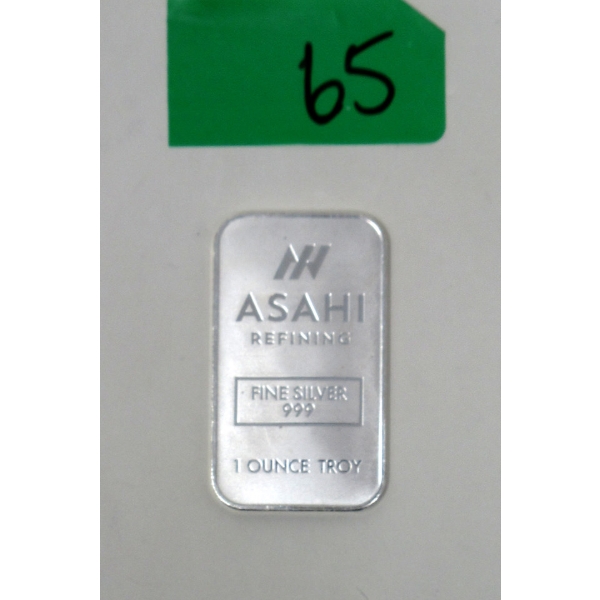 65
ASAHI
REFINING
FINE SILVER
999
1 OUNCE TROY